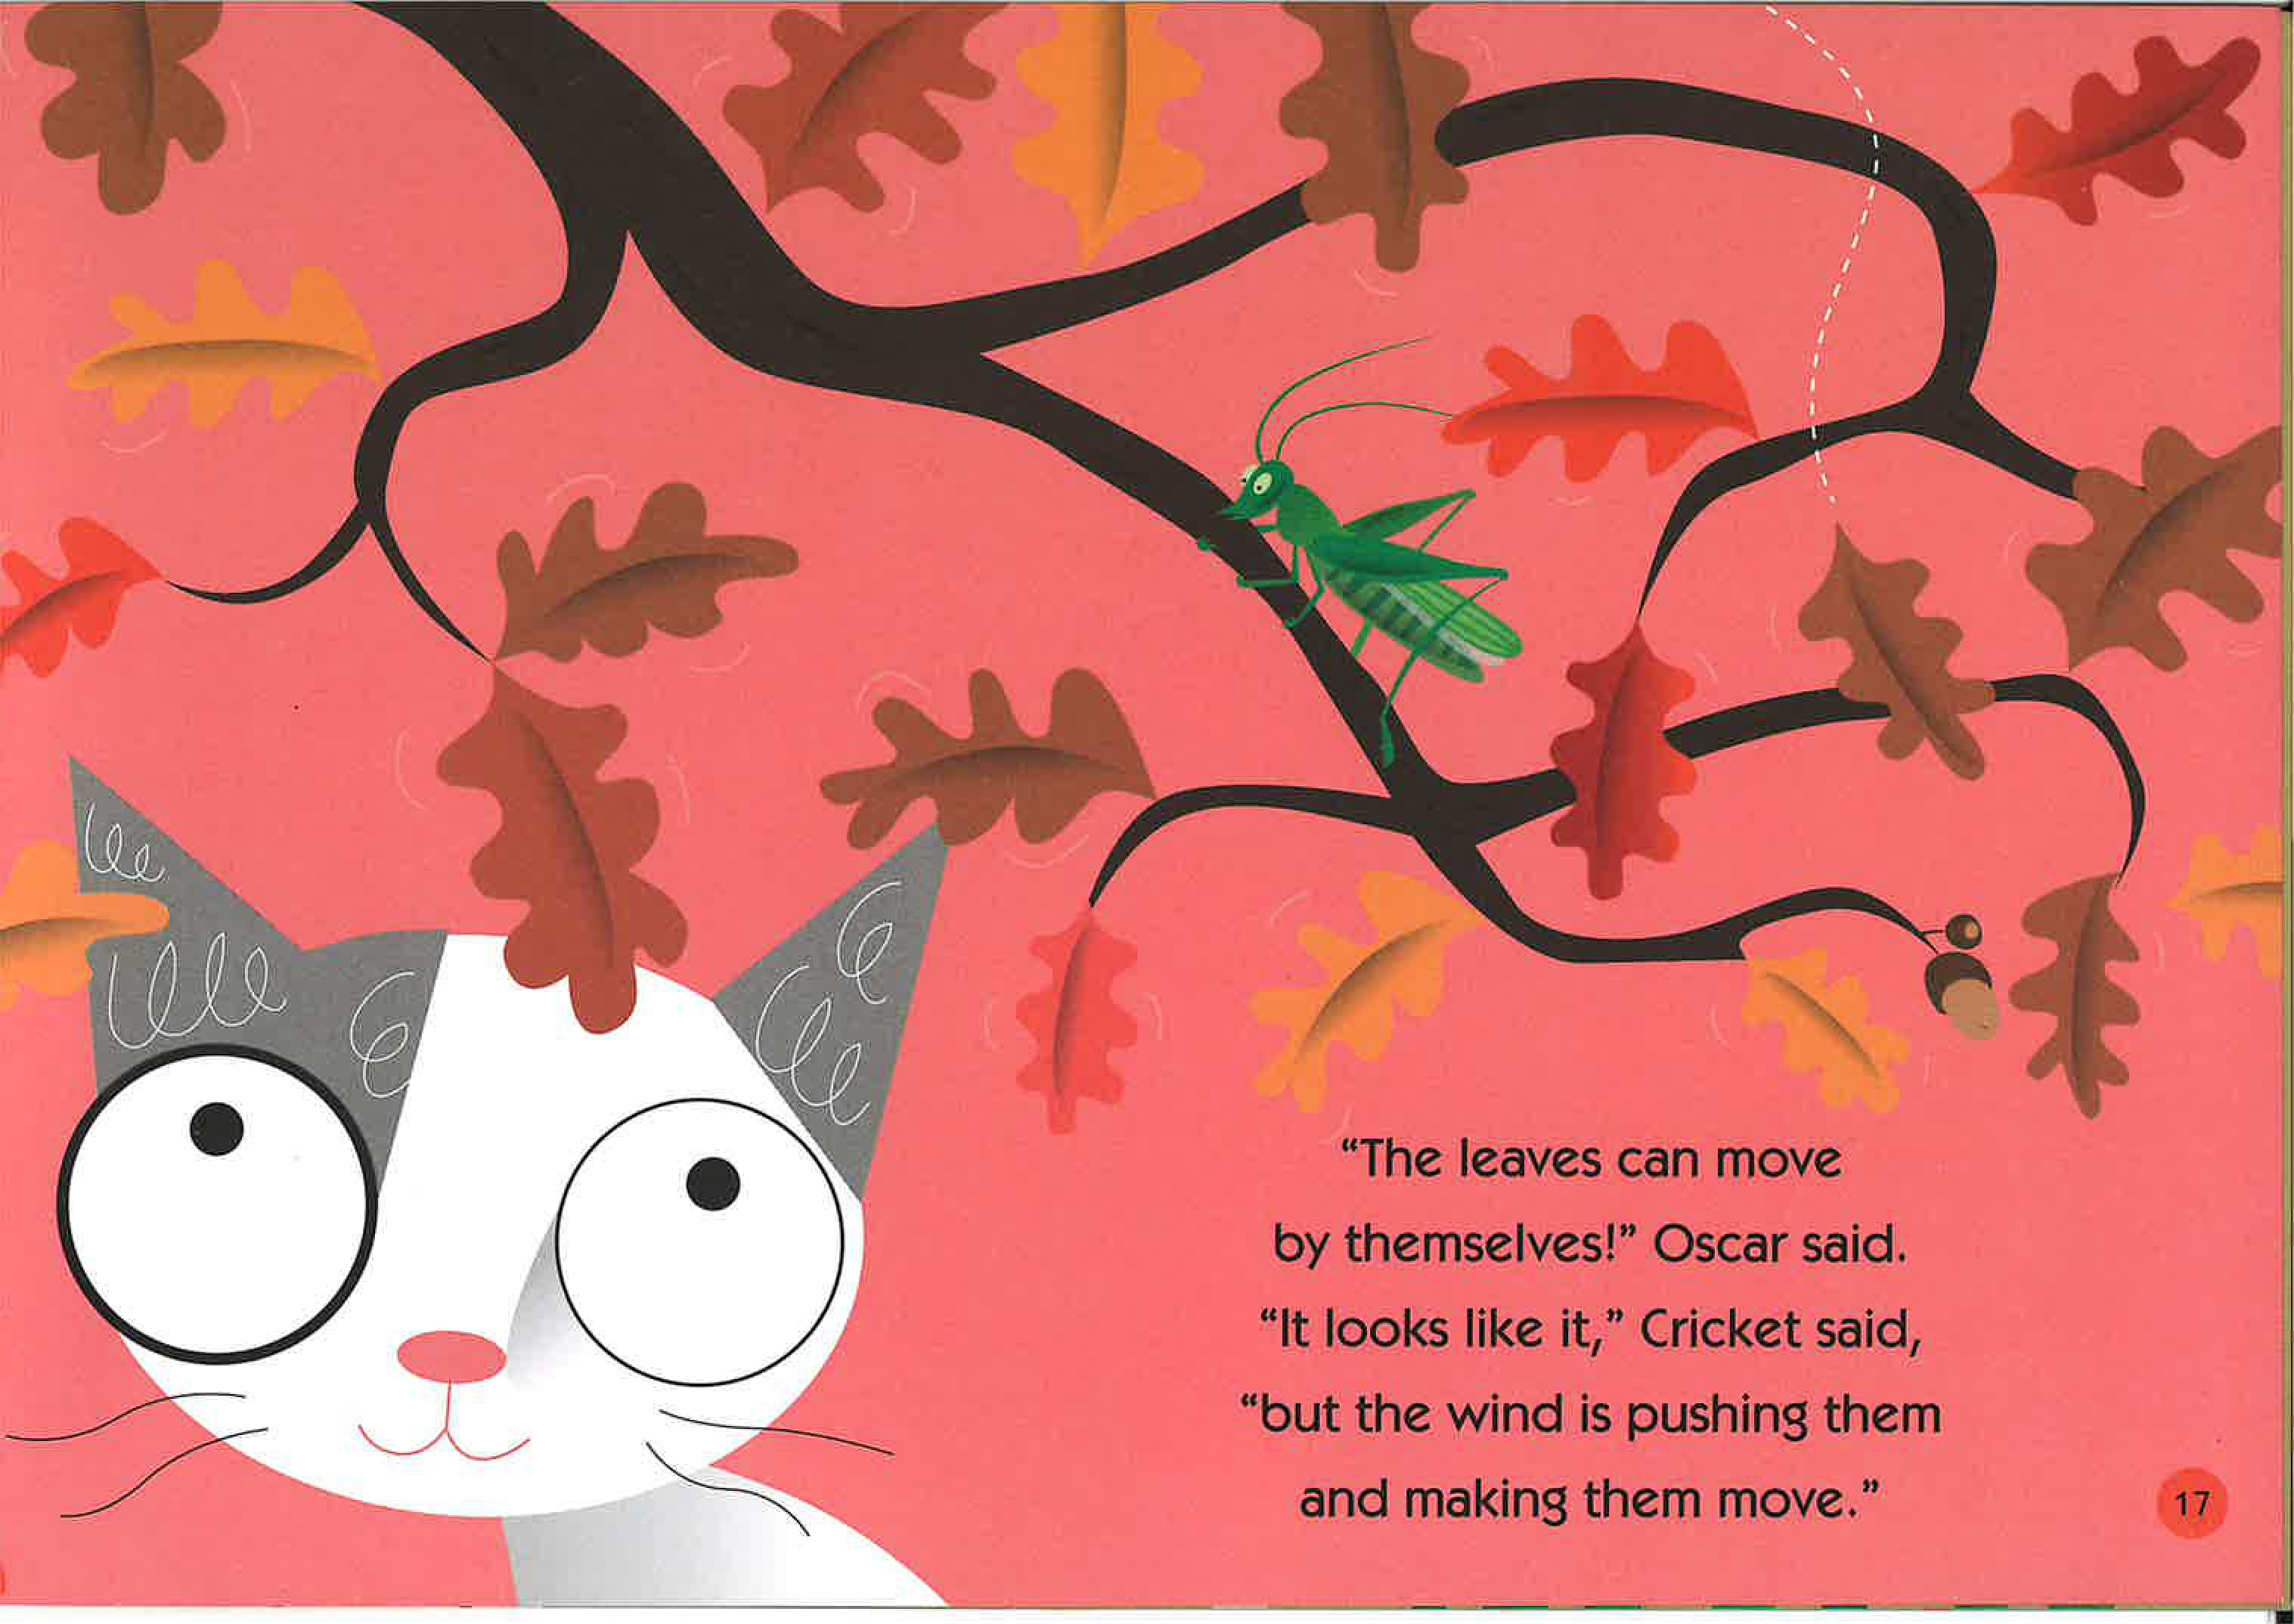 “The leaves can move
by themselves!” Oscar said.
“It looks like it,” Cricket said,
“but the wind is pushing them
and making them move.”
17